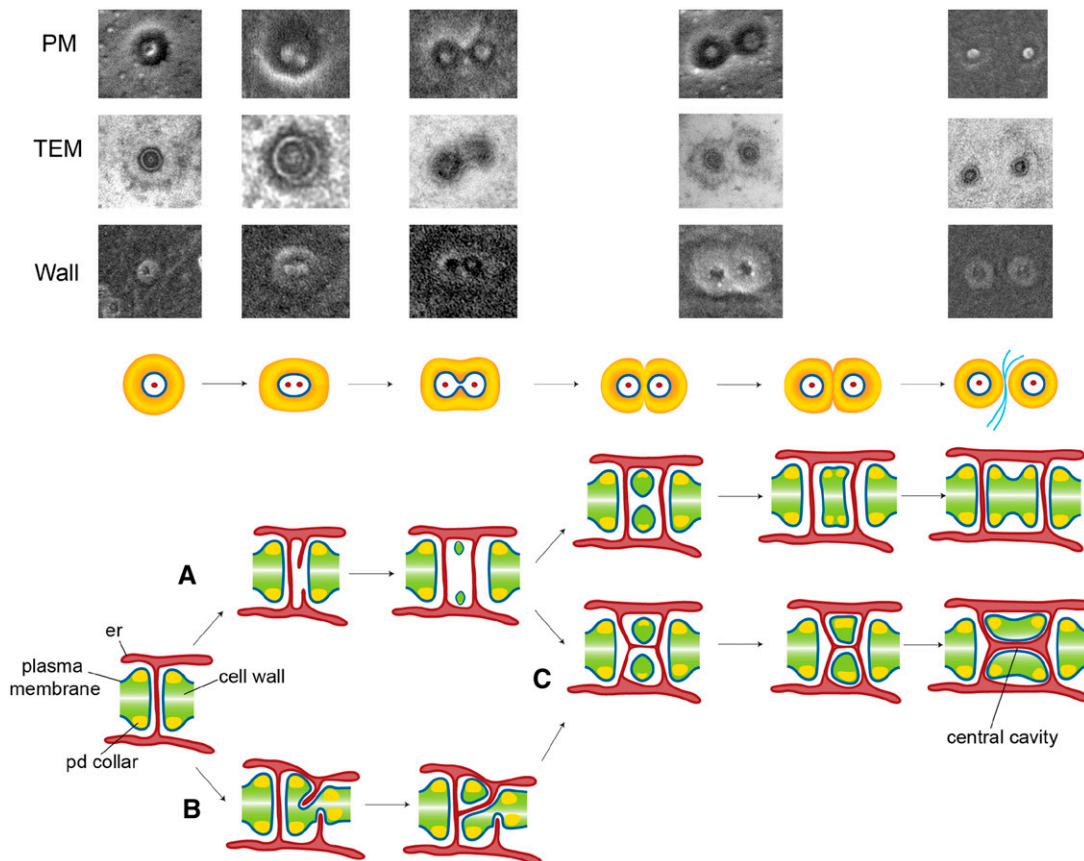 PM
TEM
Wall
A
er
plasma
membrane
cell wall
C
pd collar
central cavity
B